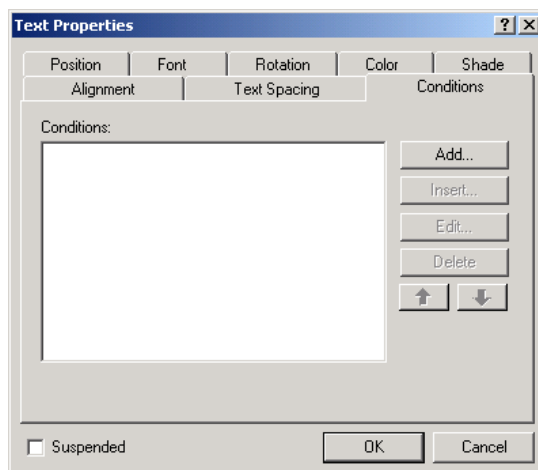 Text Properties
Position Font Rotation Color Shade
Alignment Text Spacing Conditions
Conditions:
Add...
Insert...
Edit...
Delete
Suspended OK Cancel